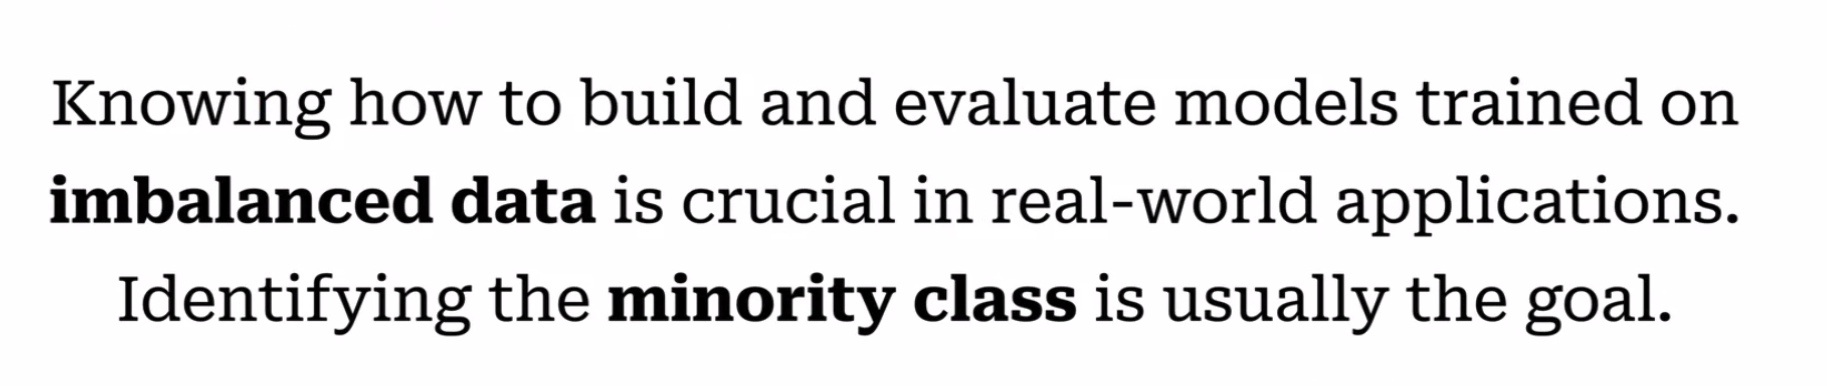 Knowing how to build and evaluate models trained on
imbalanced data is crucial in real-world applications.
Identifying the minority class is usually the goal.